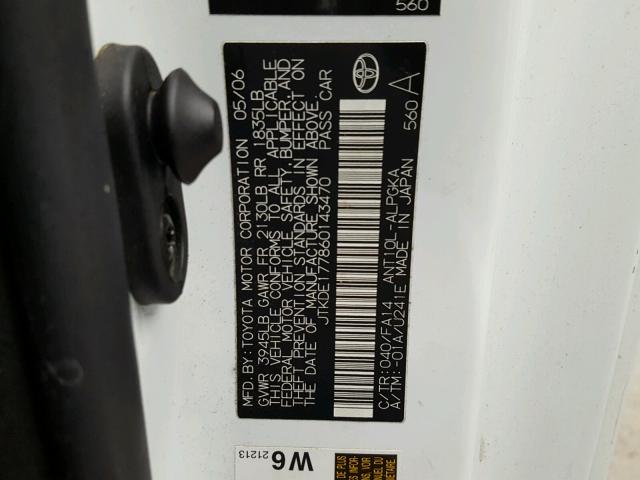 560
MFD.BY:TOYOTA MOTOR CORPORATION 05/06
GVWR 3945LB GAWR FR 2130LB RR 1835LB
THIS VEHICLE CONFORMS TO ALL APPLICABLE
FEDERAL MOTOR VEHICLE SAFETY, BUMPER, AND
THEFT PREVENTION STANDARDS IN EFFECT ON
THE DATE OF MANUFACTURE SHOWN ABOVE.
JTKDE177860143470 PASS CAR
C/TR:040/FA14 ANT10L-ALPGKA
A/TM:-01A/U241E MADE IN JAPAN
560
A
W6
21213
DE PLUS